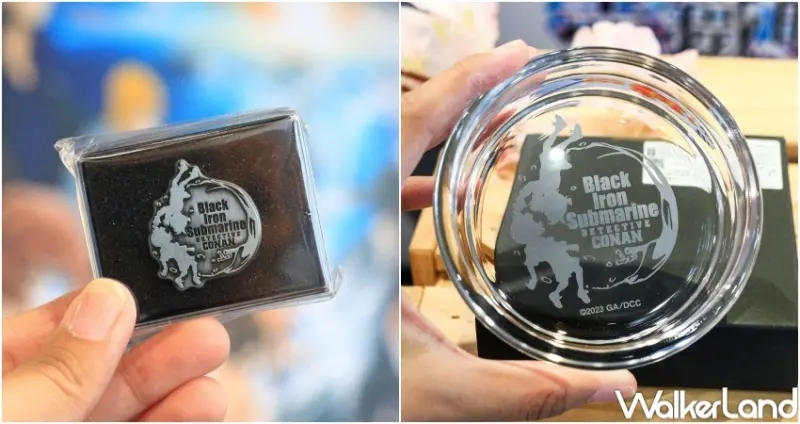 Black
Iron
Submarine
DETECTIVE
CONAN
Black
Iron
Submarine
DETECTIVE
CONAN
©2023 GA/DCC
WALKERLAND